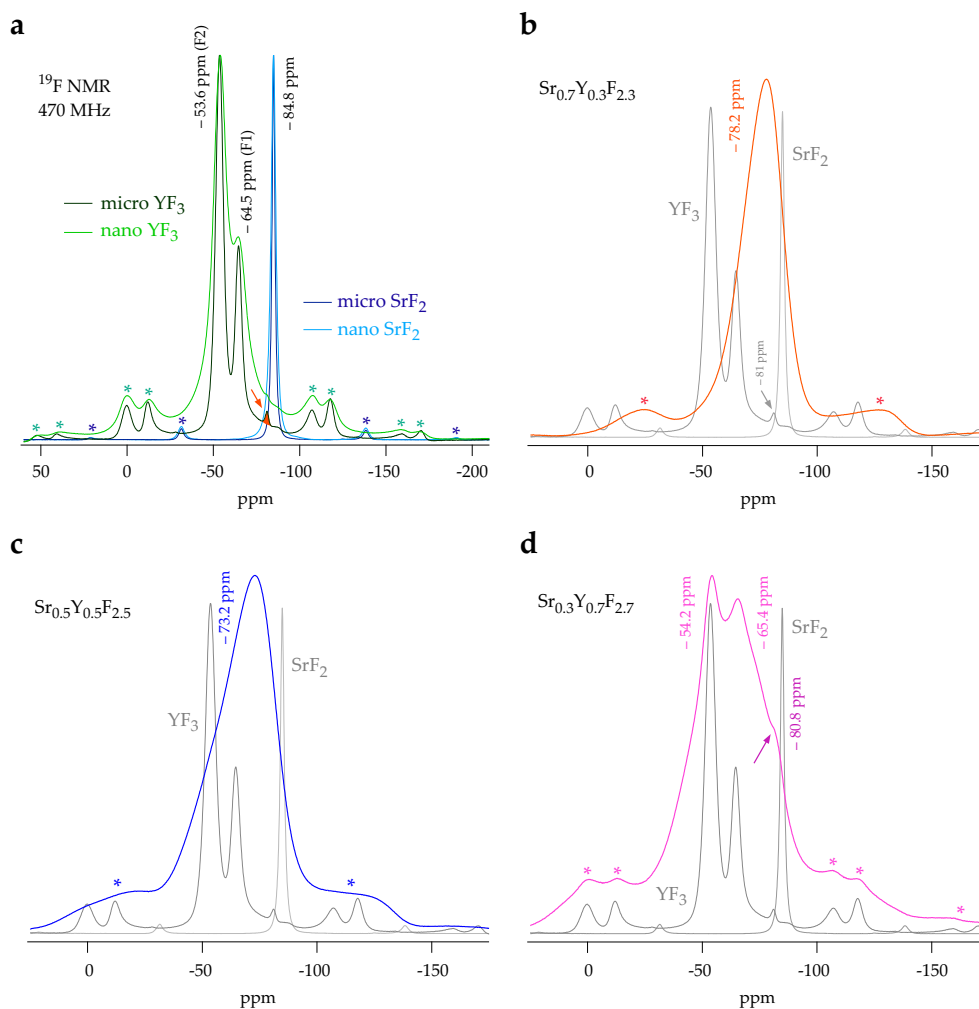 a
¹⁹F NMR
470 MHz
– 53.6 ppm (F2)
– 64.5 ppm (F1)
– 84.8 ppm
micro YF₃
nano YF₃
micro SrF₂
nano SrF₂
* * * * * * * * * * * *
50 0 -50 -100 -150 -200
ppm
b
Sr₀.₇Y₀.₃F₂.₃
– 78.2 ppm
YF₃
SrF₂
– 81 ppm
* *
0 -50 -100 -150
ppm
c
Sr₀.₅Y₀.₅F₂.₅
– 73.2 ppm
YF₃
SrF₂
* *
0 -50 -100 -150
ppm
d
Sr₀.₃Y₀.₇F₂.₇
– 54.2 ppm
– 65.4 ppm
SrF₂
– 80.8 ppm
YF₃
* * * * *
0 -50 -100 -150
ppm